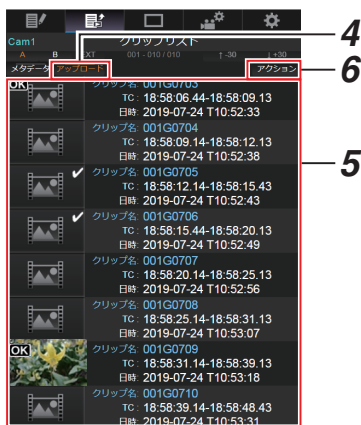 Cam1 クリップリスト
A B EXT 001 - 010 / 010 ↑ -30 ↓ +30
4
メタデータ アップロード アクション
6
OK クリップ名: 001G0703
TC: 18:58:06.44-18:58:09.13
日時: 2019-07-24 T10:52:33
クリップ名: 001G0704
TC: 18:58:09.14-18:58:12.13
日時: 2019-07-24 T10:52:38
5
クリップ名: 001G0705
TC: 18:58:12.14-18:58:15.43
日時: 2019-07-24 T10:52:43
クリップ名: 001G0706
TC: 18:58:15.44-18:58:20.13
日時: 2019-07-24 T10:52:49
クリップ名: 001G0707
TC: 18:58:20.14-18:58:25.13
日時: 2019-07-24 T10:52:56
クリップ名: 001G0708
TC: 18:58:25.14-18:58:31.13
日時: 2019-07-24 T10:53:07
OK クリップ名: 001G0709
TC: 18:58:31.14-18:58:39.13
日時: 2019-07-24 T10:53:18
クリップ名: 001G0710
TC: 18:58:39.14-18:58:48.43
日時: 2019-07-24 T10:53:31